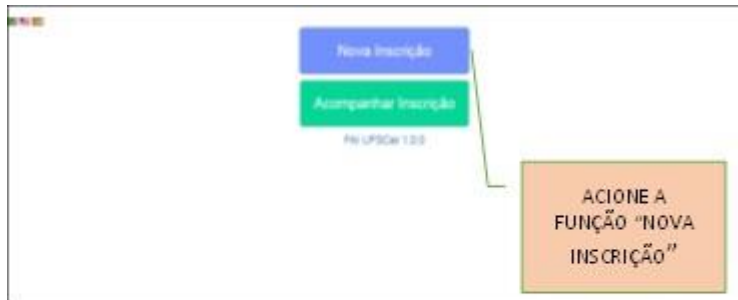 Nova Inscrição
Acompanhar Inscrição
ACIONE A
FUNÇÃO “NOVA
INSCRIÇÃO”